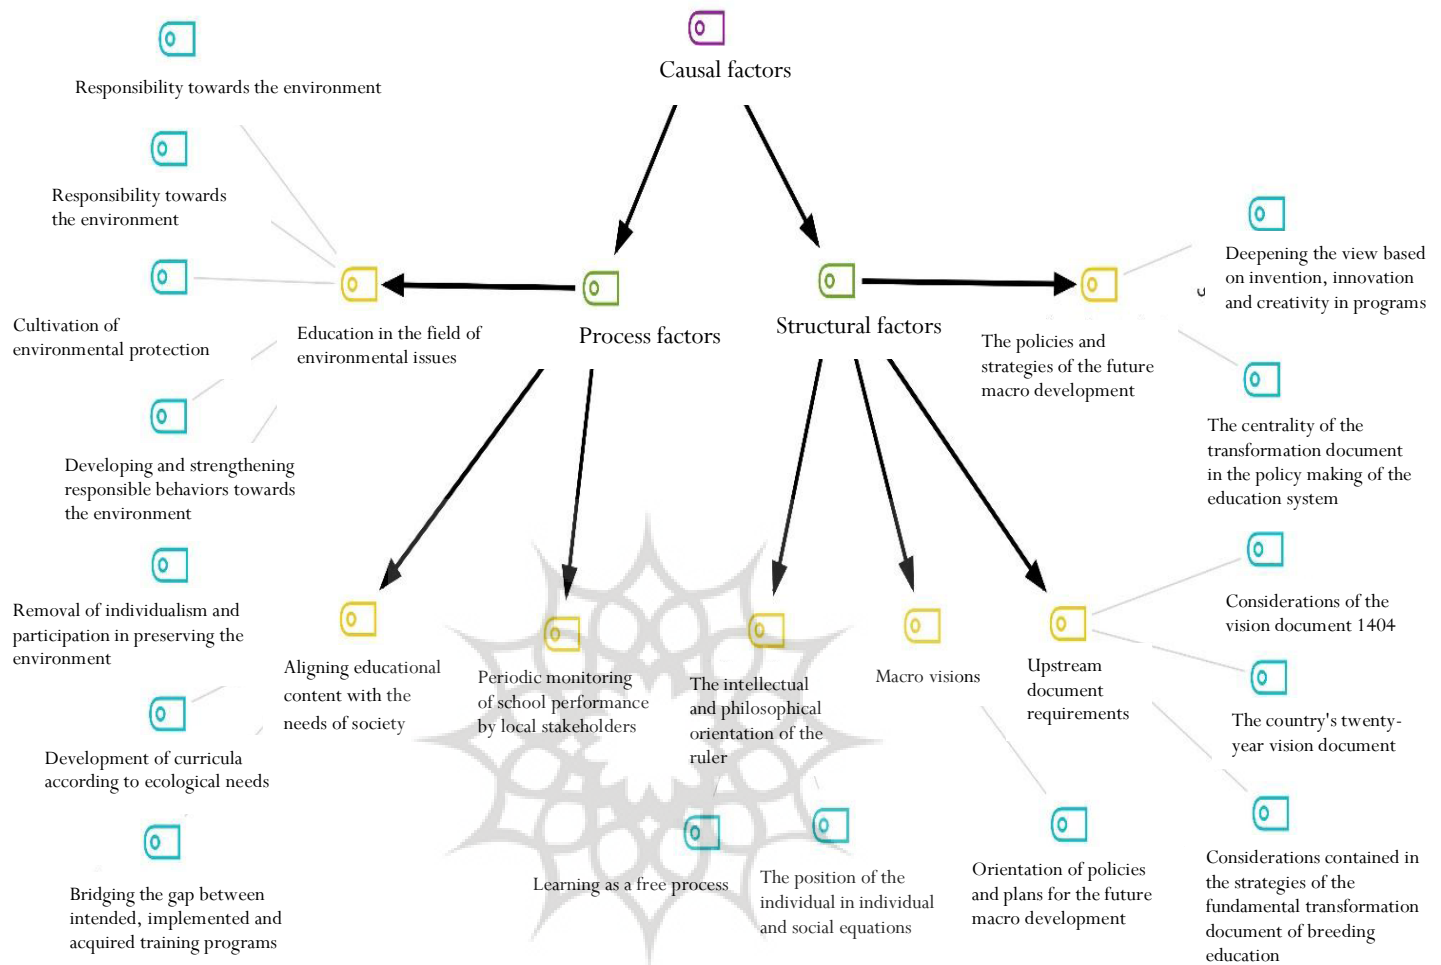 Causal factors
Responsibility towards the environment
Responsibility towards
the environment
Cultivation of
environmental protection
Education in the field of
environmental issues
Process factors
Structural factors
The policies and
strategies of the future
macro development
Deepening the view based
on invention, innovation
and creativity in programs
The centrality of the
transformation document
in the policy making of the
education system
Developing and strengthening
responsible behaviors towards
the environment
Removal of individualism and
participation in preserving the
environment
Development of curricula
according to ecological needs
Bridging the gap between
intended, implemented and
acquired training programs
Aligning educational
content with the
needs of society
Periodic monitoring
of school performance
by local stakeholders
The intellectual
and philosophical
orientation of the
ruler
Macro visions
Upstream
document
requirements
Considerations of the
vision document 1404
The country's twenty-
year vision document
Learning as a free process
The position of the
individual in individual
and social equations
Orientation of policies
and plans for the future
macro development
Considerations contained in
the strategies of the
fundamental transformation
document of breeding
education